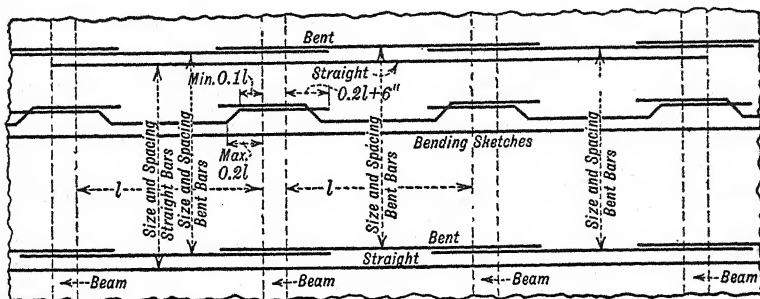 Bent
Straight
Min. 0.1l
0.2l+6"
Max.
0.2l
Bending Sketches
l
l
Size and Spacing
Straight Bars
Size and Spacing
Bent Bars
Size and Spacing
Bent Bars
Size and Spacing
Bent Bars
Bent
Straight
Beam
Beam
Beam
Beam